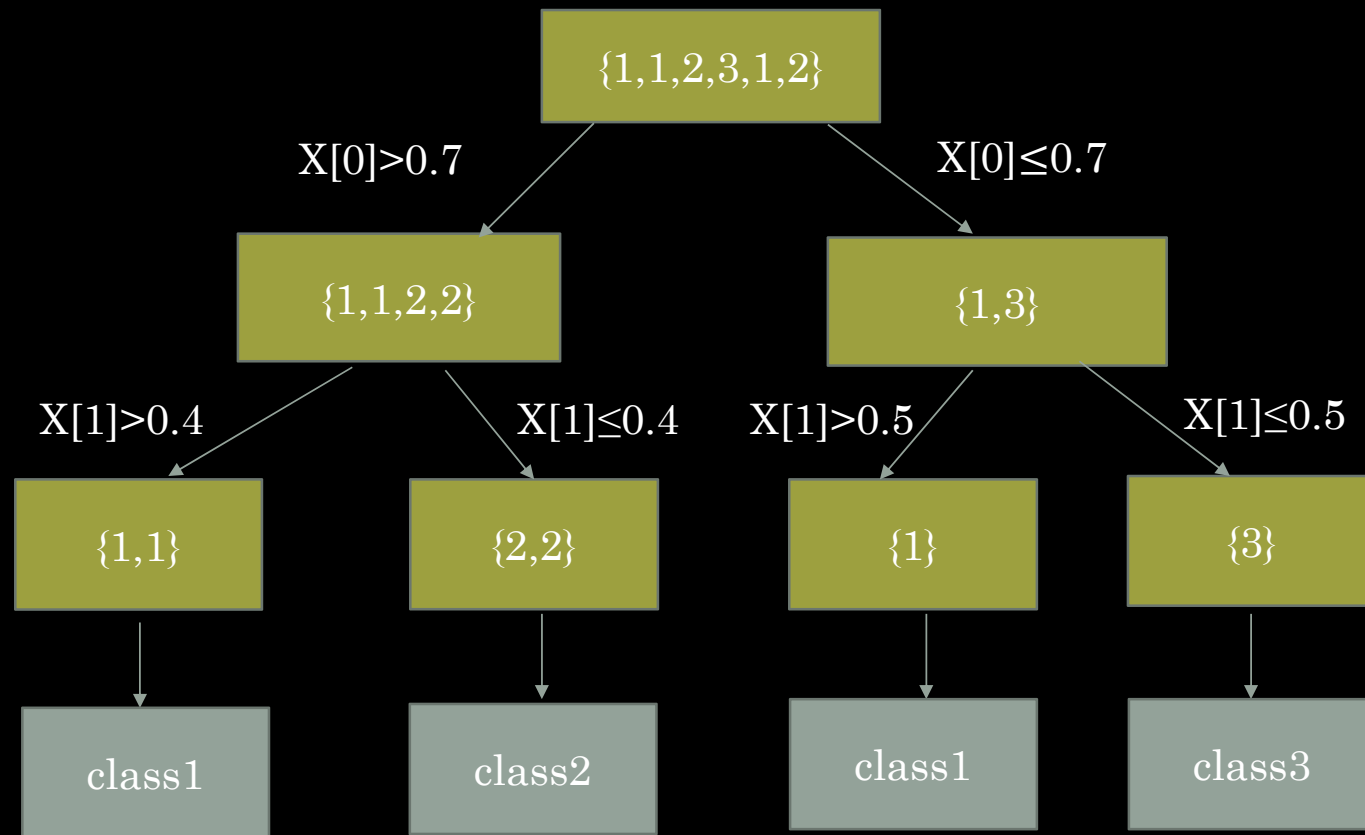 {1,1,2,3,1,2}
X[0]>0.7
X[0]≤0.7
{1,1,2,2}
{1,3}
X[1]>0.4
X[1]≤0.4
X[1]>0.5
X[1]≤0.5
{1,1}
{2,2}
{1}
{3}
class1
class2
class1
class3